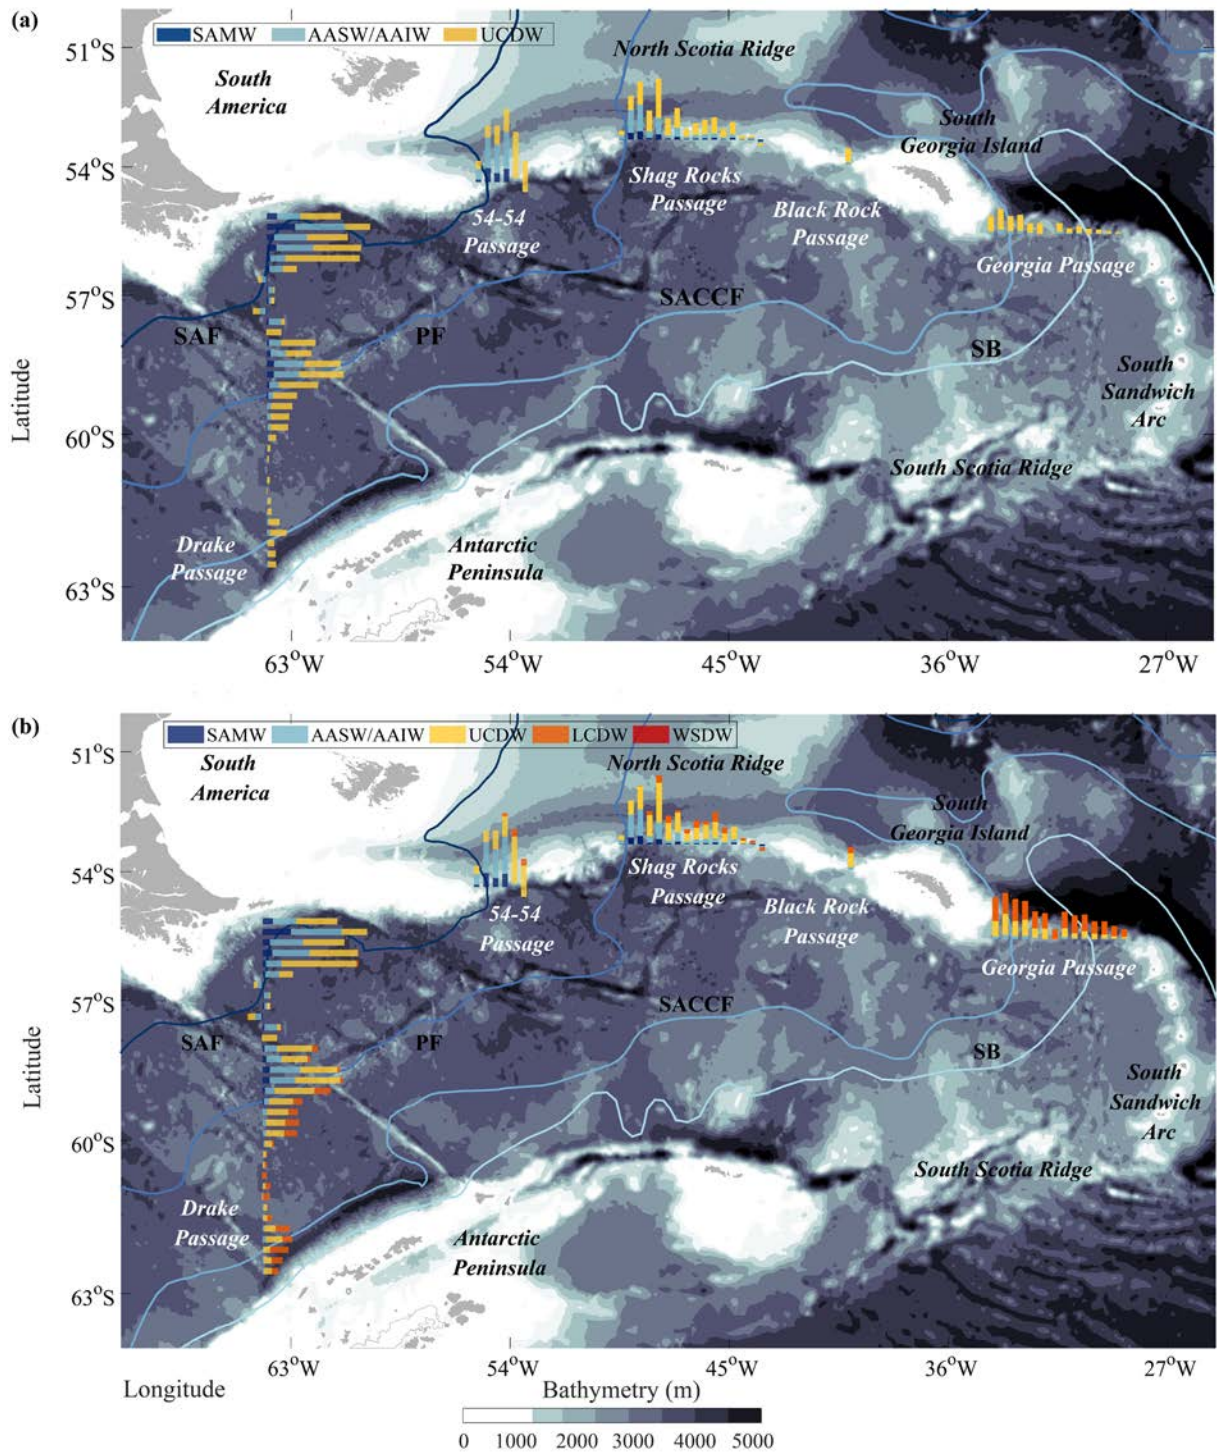 (a)
SAMW AASW/AAIW UCDW
51°S
54°S
57°S
60°S
63°S
Latitude
South
America
North Scotia Ridge
South
Georgia Island
Shag Rocks
Passage
54-54
Passage
Black Rock
Passage
Georgia Passage
SACCF
SAF
PF
SB
South
Sandwich
Arc
South Scotia Ridge
Drake
Passage
Antarctic
Peninsula
63°W 54°W 45°W 36°W 27°W
(b)
SAMW AASW/AAIW UCDW LCDW WSDW
51°S
54°S
57°S
60°S
63°S
Latitude
South
America
North Scotia Ridge
South
Georgia Island
Shag Rocks
Passage
54-54
Passage
Black Rock
Passage
Georgia Passage
SACCF
SAF
PF
SB
South
Sandwich
Arc
South Scotia Ridge
Drake
Passage
Antarctic
Peninsula
63°W 54°W 45°W 36°W 27°W
Longitude
Bathymetry (m)
0 1000 2000 3000 4000 5000